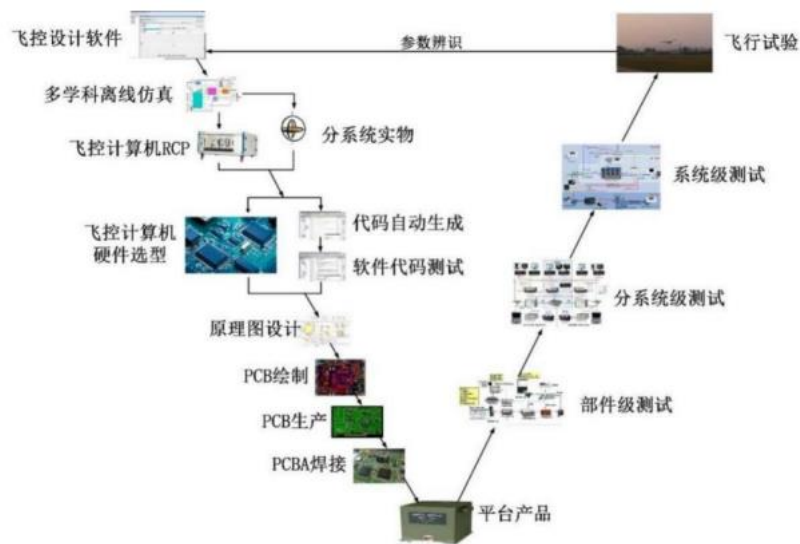 飞控设计软件
参数辨识
飞行试验
多学科离线仿真
分系统实物
飞控计算机RCP
系统级测试
飞控计算机
硬件选型
代码自动生成
软件代码测试
分系统级测试
原理图设计
PCB绘制
部件级测试
PCB生产
PCBA焊接
平台产品